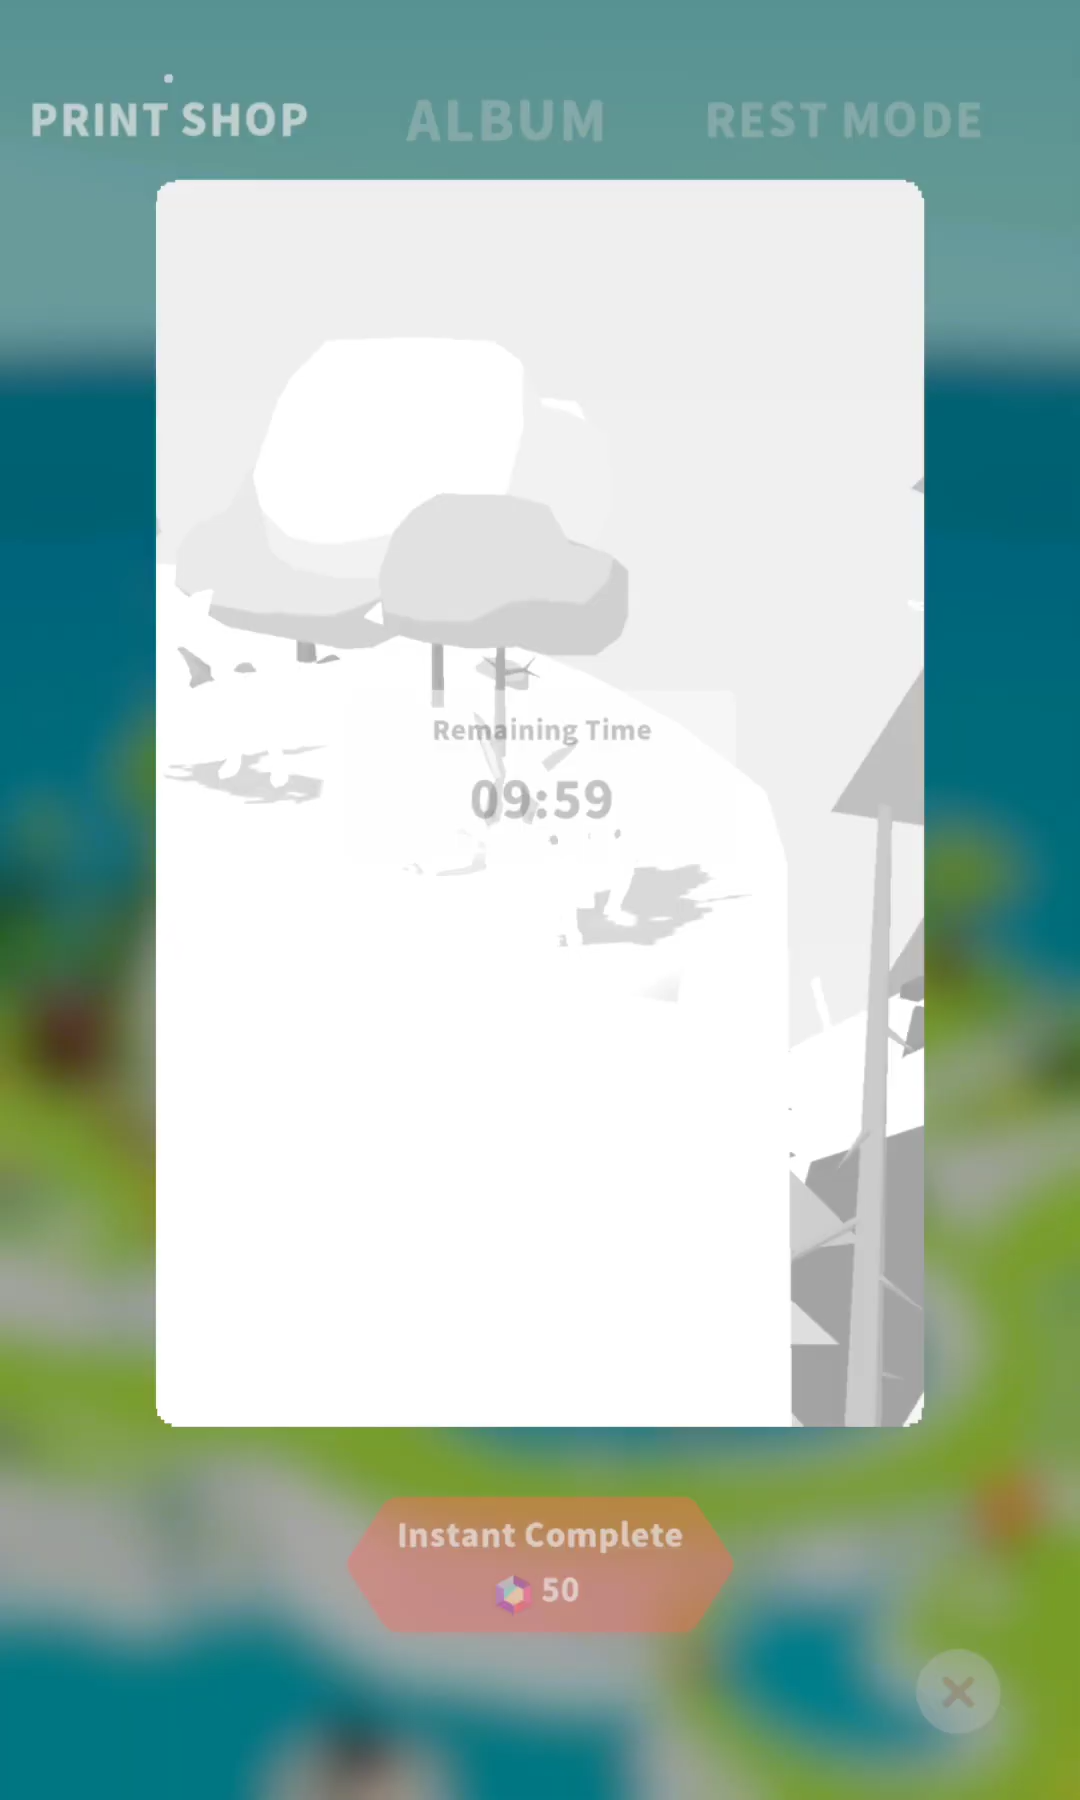 PRINT SHOP ALBUM REST MODE
Remaining Time
09:59
Instant Complete
50